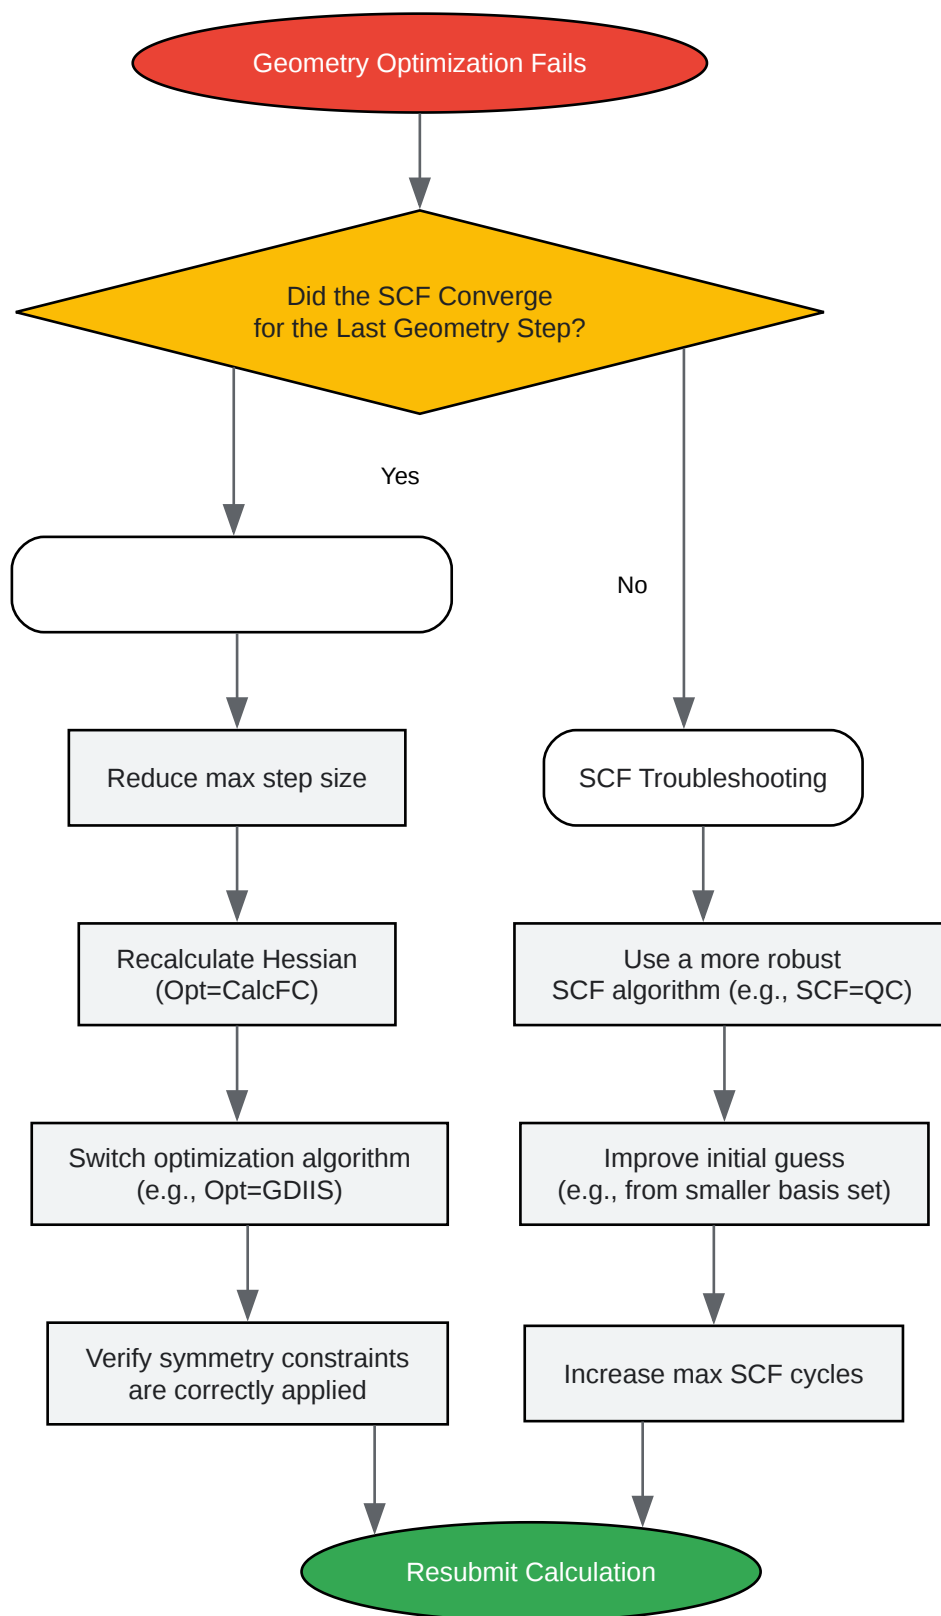 Geometry Optimization Fails
Did the SCF Converge
for the Last Geometry Step?
Yes
No
Reduce max step size
SCF Troubleshooting
Recalculate Hessian
(Opt=CalcFC)
Use a more robust
SCF algorithm (e.g., SCF=QC)
Switch optimization algorithm
(e.g., Opt=GDIIS)
Improve initial guess
(e.g., from smaller basis set)
Verify symmetry constraints
are correctly applied
Increase max SCF cycles
Resubmit Calculation